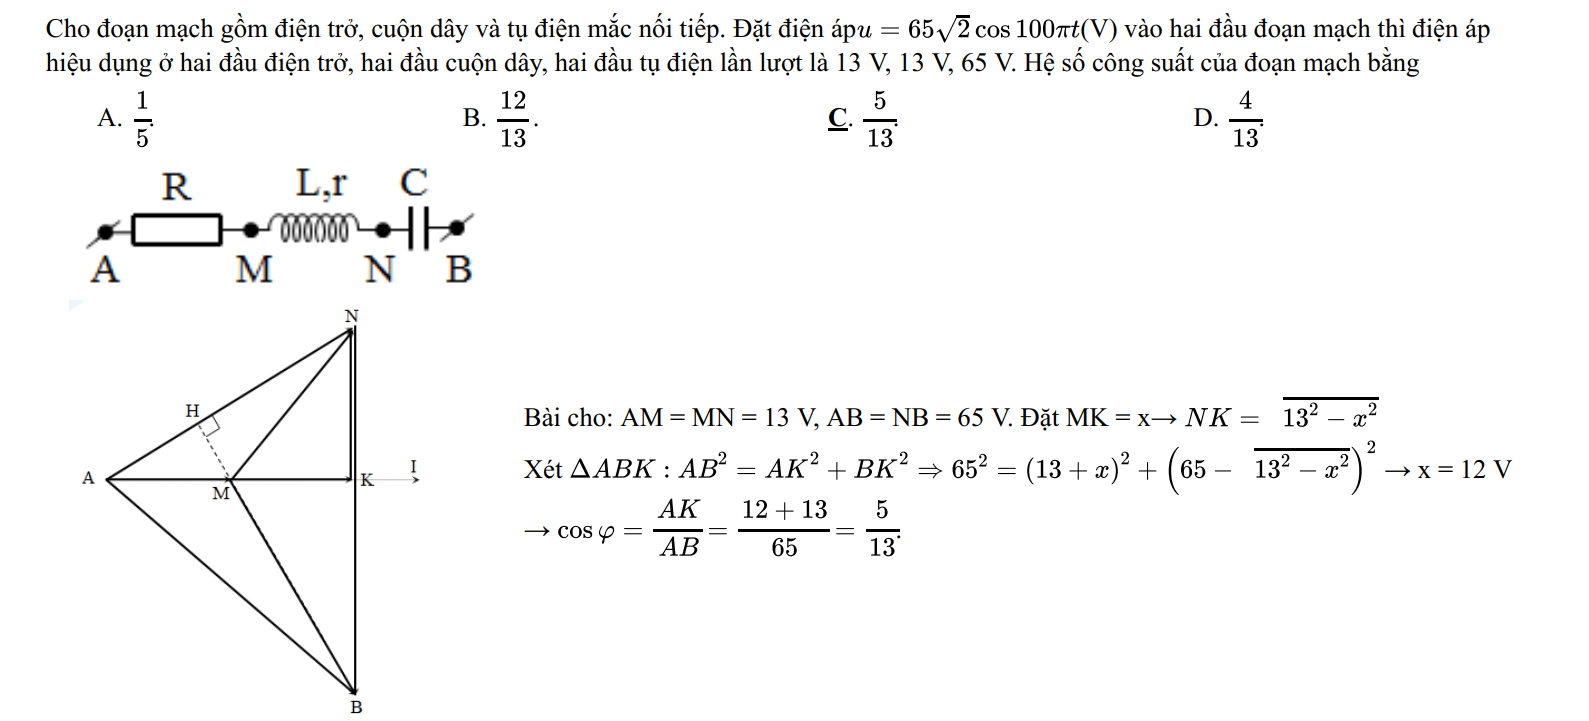 Cho đoạn mạch gồm điện trở, cuộn dây và tụ điện mắc nối tiếp. Đặt điện áp$u = 65\sqrt{2}\cos 100\pi t$(V) vào hai đầu đoạn mạch thì điện áp
hiệu dụng ở hai đầu điện trở, hai đầu cuộn dây, hai đầu tụ điện lần lượt là 13 V, 13 V, 65 V. Hệ số công suất của đoạn mạch bằng
A. $\frac{1}{5}$. B. $\frac{12}{13}$. C. $\frac{5}{13}$. D. $\frac{4}{13}$.
R L,r C
A M N B
N
H
A M K I
B
Bài cho: AM = MN = 13 V, AB = NB = 65 V. Đặt MK = x→ $NK = \overline{13^2 - x^2}$
Xét $\Delta ABK : AB^2 = AK^2 + BK^2 \Rightarrow 65^2 = (13 + x)^2 + \left(65 - \overline{13^2 - x^2}\right)^2$ → x = 12 V
→ $\cos\varphi = \frac{AK}{AB} = \frac{12 + 13}{65} = \frac{5}{13}$.